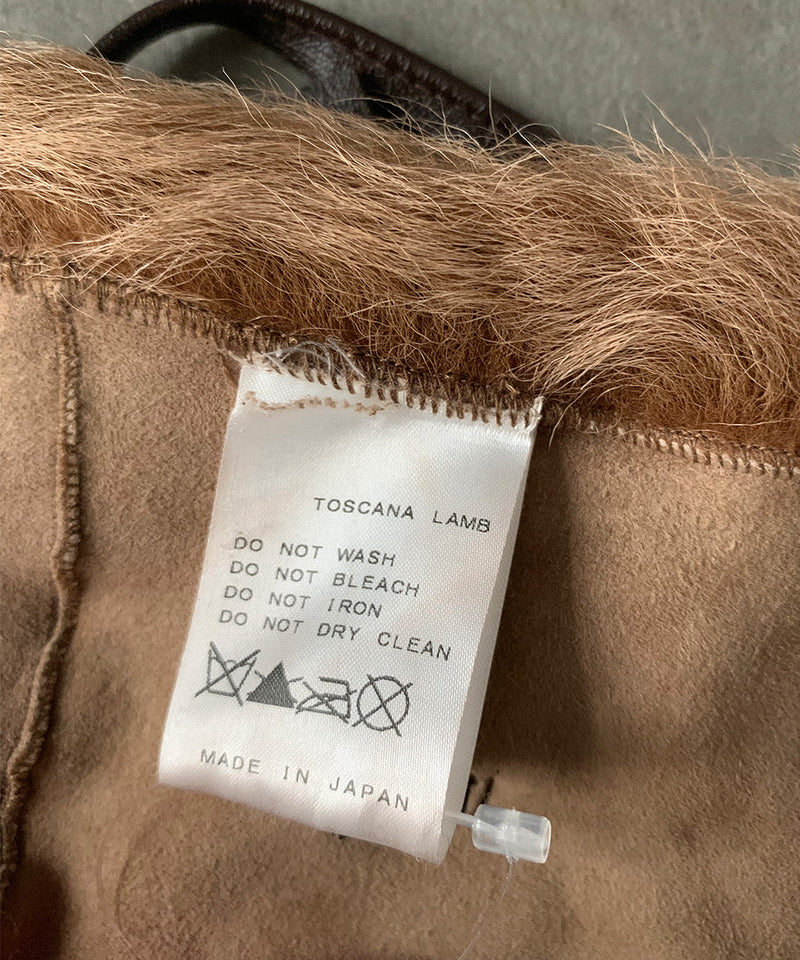 TOSCANA LAMB
DO NOT WASH
DO NOT BLEACH
DO NOT IRON
DO NOT DRY CLEAN
MADE IN JAPAN